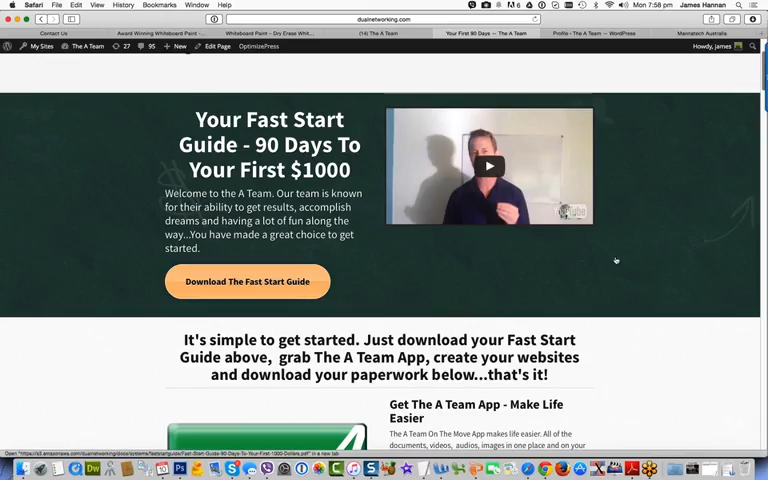 Safari File Edit View History Bookmarks Window Help
6
Mon 7:58 pm James Hannan
dualnetworking.com
Contact Us
Award Winning Whiteboard Paint -...
Whiteboard Paint – Dry Erase Whit...
(14) The A Team
Your First 90 Days — The A Team
Profile - The A Team — WordPress
Mannatech Australia
My Sites The A Team 27 95 + New Edit Page OptimizePress
Howdy, james
Your Fast Start
Guide - 90 Days To
Your First $1000
Welcome to the A Team. Our team is known
for their ability to get results, accomplish
dreams and having a lot of fun along the
way...You have made a great choice to get
started.
Download The Fast Start Guide
It's simple to get started. Just download your Fast Start
Guide above, grab The A Team App, create your websites
and download your paperwork below...that's it!
Get The A Team App - Make Life
Easier
The A Team On The Move App makes life easier. All of the
documents, videos, audios, images in one place and on your